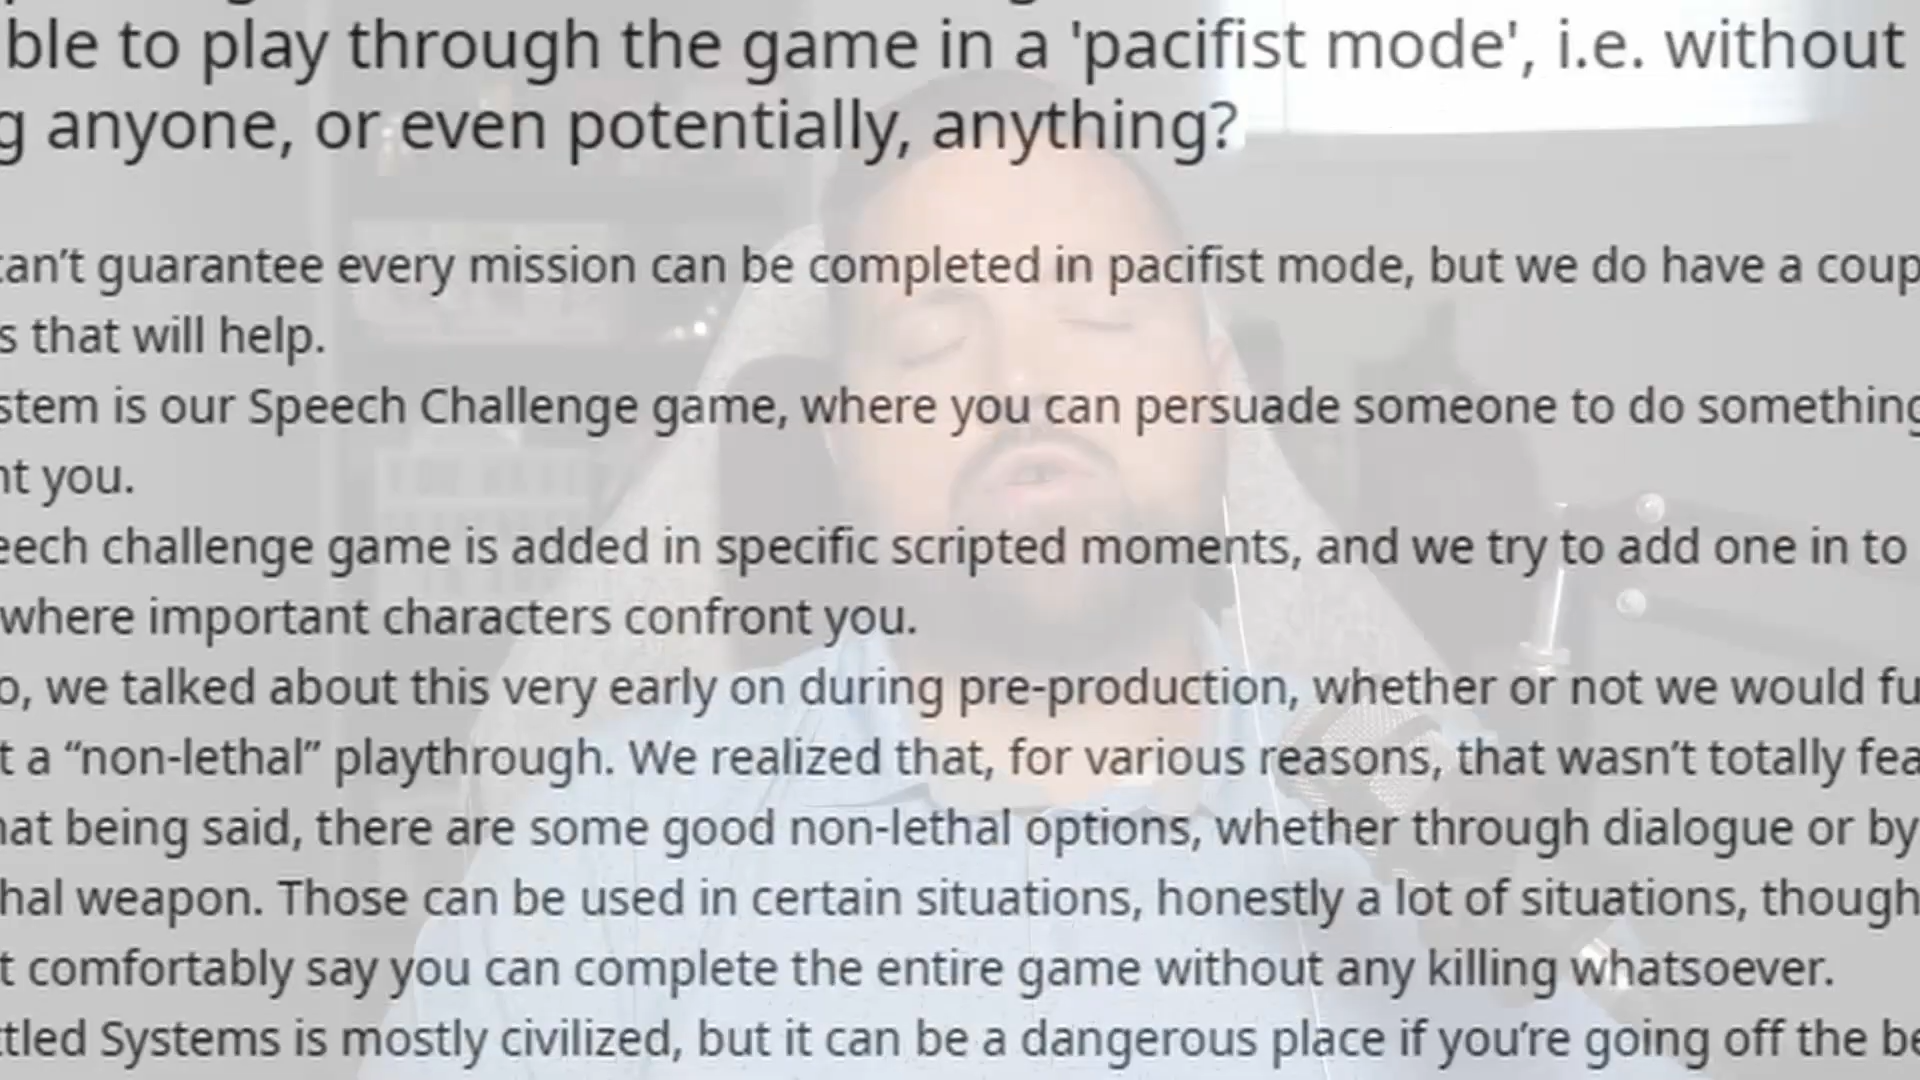 ble to play through the game in a 'pacifist mode', i.e. without
g anyone, or even potentially, anything?
can't guarantee every mission can be completed in pacifist mode, but we do have a coup
s that will help.
stem is our Speech Challenge game, where you can persuade someone to do something
nt you.
eech challenge game is added in specific scripted moments, and we try to add one in to
where important characters confront you.
o, we talked about this very early on during pre-production, whether or not we would fu
t a “non-lethal” playthrough. We realized that, for various reasons, that wasn’t totally fea
hat being said, there are some good non-lethal options, whether through dialogue or by
hal weapon. Those can be used in certain situations, honestly a lot of situations, though
t comfortably say you can complete the entire game without any killing whatsoever.
ttled Systems is mostly civilized, but it can be a dangerous place if you’re going off the be